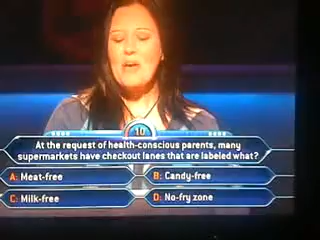 10
At the request of health-conscious parents, many
supermarkets have checkout lanes that are labeled what?
A: Meat-free
B: Candy-free
C: Milk-free
D: No-fry zone